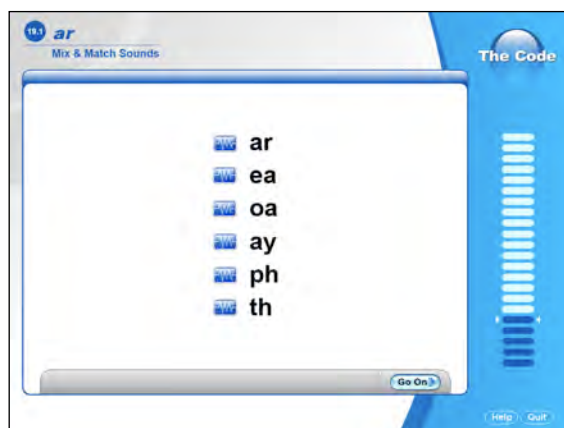 19.1 ar
Mix & Match Sounds
The Code
ar
ea
oa
ay
ph
th
Go On
Help Quit